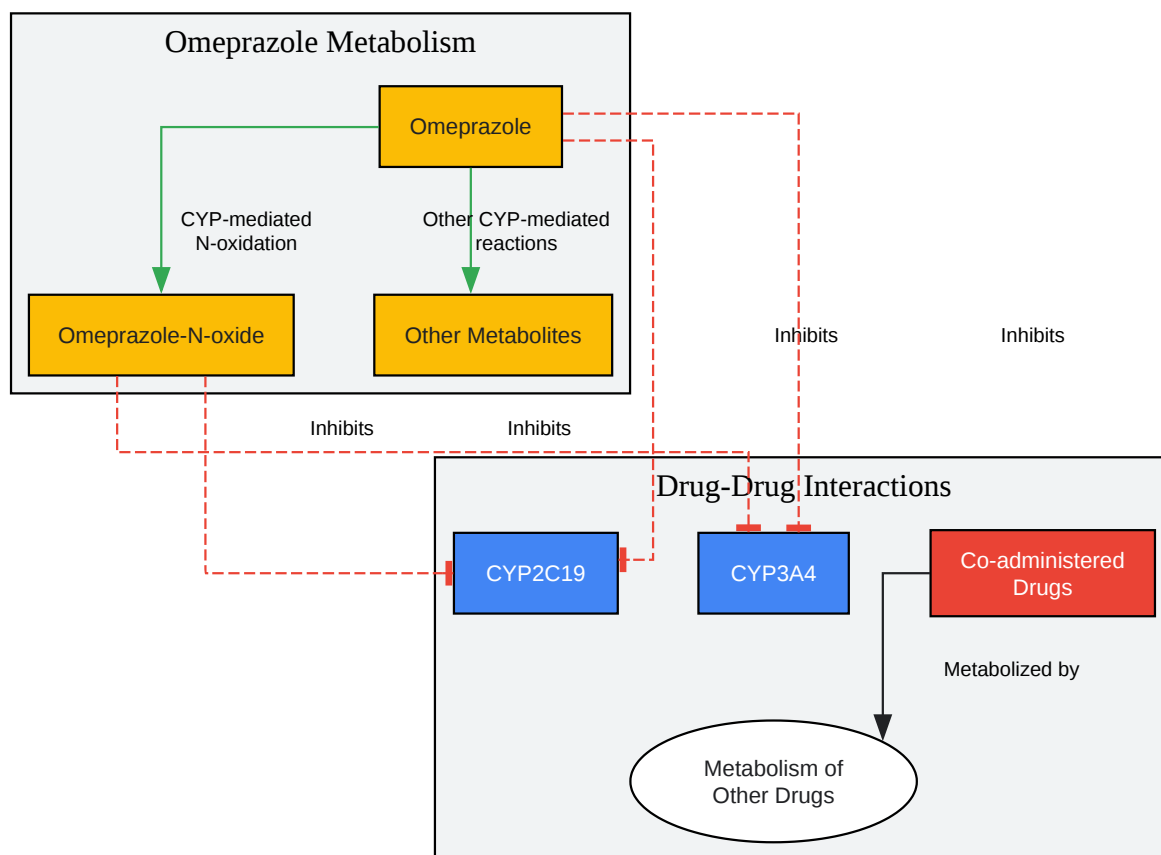 Omeprazole Metabolism
Omeprazole
CYP-mediated
N-oxidation
Other CYP-mediated
reactions
Omeprazole-N-oxide
Other Metabolites
Inhibits
Inhibits
Inhibits
Inhibits
Drug-Drug Interactions
CYP2C19
CYP3A4
Co-administered
Drugs
Metabolized by
Metabolism of
Other Drugs